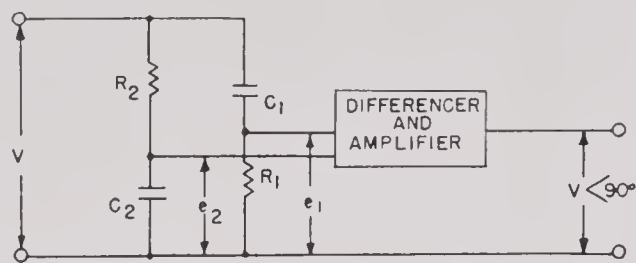 R2
C1
DIFFERENCER
AND
AMPLIFIER
V
C2
e2
R1
e1
V<90°